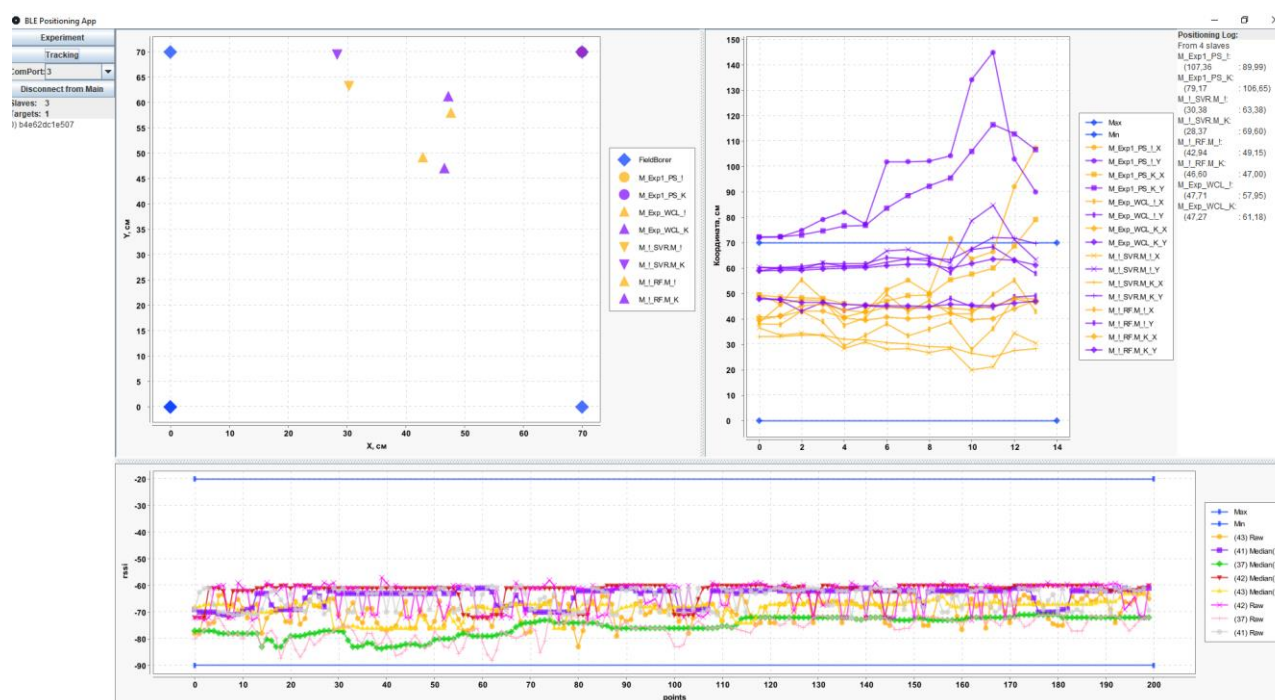 BLE Positioning App
Experiment
Tracking
ComPort: 3
Disconnect from Main
Slaves: 3
Targets: 1
0) b4e62dc1e507
70
65
60
55
50
45
40
35
30
25
20
15
10
5
0
Y, см
0 10 20 30 40 50 60 70
X, см
FieldBorer
M_Exp1_PS_!
M_Exp1_PS_K
M_Exp_WCL_!
M_Exp_WCL_K
M_!_SVR.M_!
M_!_SVR.M_K
M_!_RF.M_!
M_!_RF.M_K
150
140
130
120
110
100
90
80
70
60
50
40
30
20
10
0
Координата, см
0 2 4 6 8 10 12 14
Max
Min
M_Exp1_PS_!_X
M_Exp1_PS_!_Y
M_Exp1_PS_K_X
M_Exp1_PS_K_Y
M_Exp_WCL_!_X
M_Exp_WCL_!_Y
M_Exp_WCL_K_X
M_Exp_WCL_K_Y
M_!_SVR.M_!_X
M_!_SVR.M_!_Y
M_!_SVR.M_K_X
M_!_SVR.M_K_Y
M_!_RF.M_!_X
M_!_RF.M_!_Y
M_!_RF.M_K_X
M_!_RF.M_K_Y
Positioning Log:
From 4 slaves
M_Exp1_PS_!:
(107,36 : 89,99)
M_Exp1_PS_K:
(79,17 : 106,65)
M_!_SVR.M_!:
(30,38 : 63,38)
M_!_SVR.M_K:
(28,37 : 69,60)
M_!_RF.M_!:
(42,94 : 49,15)
M_!_RF.M_K:
(46,60 : 47,00)
M_Exp_WCL_!:
(47,71 : 57,95)
M_Exp_WCL_K:
(47,27 : 61,18)
-20
-30
-40
-50
-60
-70
-80
-90
rssi
0 10 20 30 40 50 60 70 80 90 100 110 120 130 140 150 160 170 180 190 200
points
Max
Min
(43) Raw
(41) Median(
(37) Median(
(42) Median(
(43) Median(
(42) Raw
(37) Raw
(41) Raw